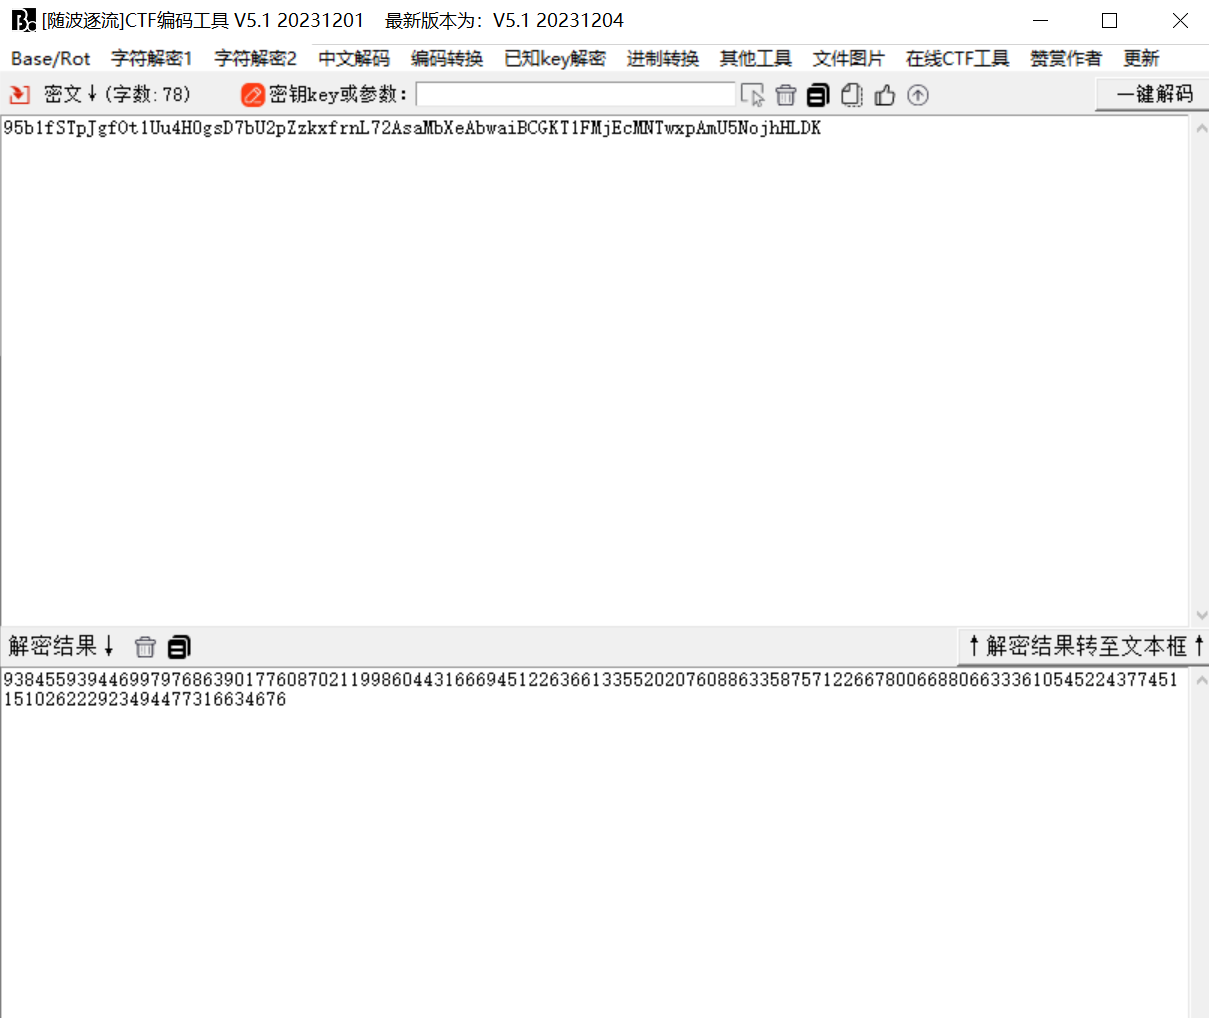 [随波逐流]CTF编码工具 V5.1 20231201 最新版本为：V5.1 20231204
Base/Rot 字符解密1 字符解密2 中文解码 编码转换 已知key解密 进制转换 其他工具 文件图片 在线CTF工具 赞赏作者 更新
密文↓(字数: 78) 密钥key或参数: 一键解码
95b1fSTpJgfOt1Uu4HOgsD7bU2pZzkxfrnL72AsaMbXeAbwaiBCGKT1FMjEcMNTwxpAmU5NojhHLDK
解密结果↓ ↑解密结果转至文本框↑
938455939446997976863901776087021199860443166694512263661335520207608863358757122667800668806633361054522437745​1
15102622292349447731663467​6